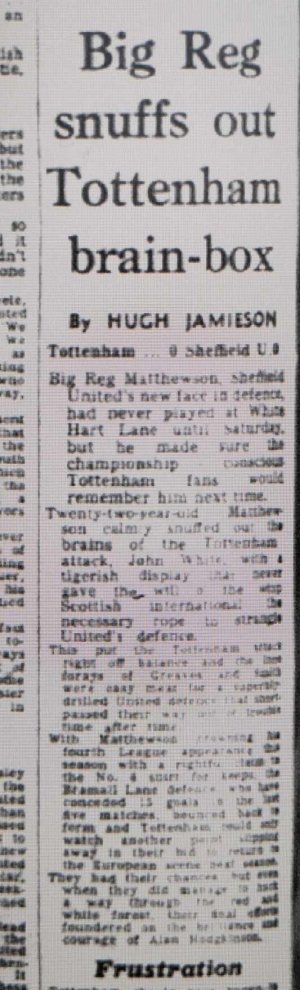 Big Reg
snuffs out
Tottenham
brain-box
By HUGH JAMIESON
Tottenham ... 0 Sheffield U. 0
Big Reg Matthewson, Sheffield
United's new face in defence,
had never played at White
Hart Lane until Saturday,
but he made sure the
championship - conscious
Tottenham fans would
remember him next time.
Twenty-two-year-old Matthew-
son calmly snuffed out the
brains of the Tottenham
attack, John White, with a
tigerish display that never
gave the
Scottish international the
necessary rope to strangle
United's defence.
This put the Tottenham attack
right off balance and the
forays of Greaves and Smith
were easy meat for a superbly-
drilled United defence that
passed their way out of trouble
time after time.
With Matthewson crowning his
fourth League appearance this
season with a rightful claim to
the No. 4 shirt for keeps, the
Bramall Lane defence, who have
conceded 15 goals in the last
five matches, bounced back to
form and Tottenham could only
watch another point
away in their bid to return to
the European scene next season.
They had their chances but even
when they did manage to hack
a way through the red and
white forest, their final efforts
foundered on the brilliance and
courage of Alan Hodgkinson.
Frustration